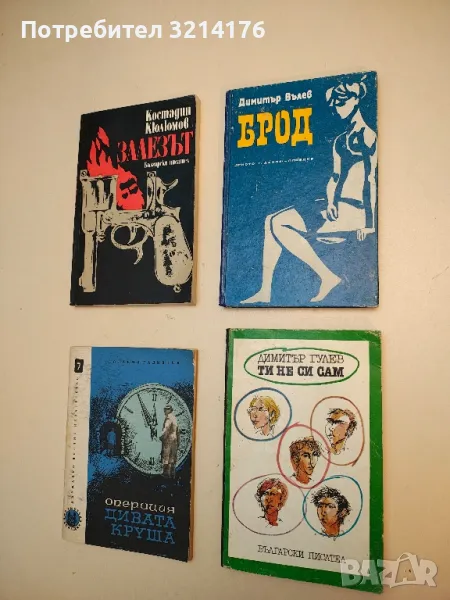 Потребител 3214176
Костадин
Кюлюмов
ЗАЛЕЗЪТ
Български писател
Димитър Вълев
БРОД
7
операция
ДИВАТА
КРУША
ДИМИТЪР ГУЛЕВ
ТИ НЕ СИ САМ
БЪЛГАРСКИ ПИСАТЕЛ
BAZAR